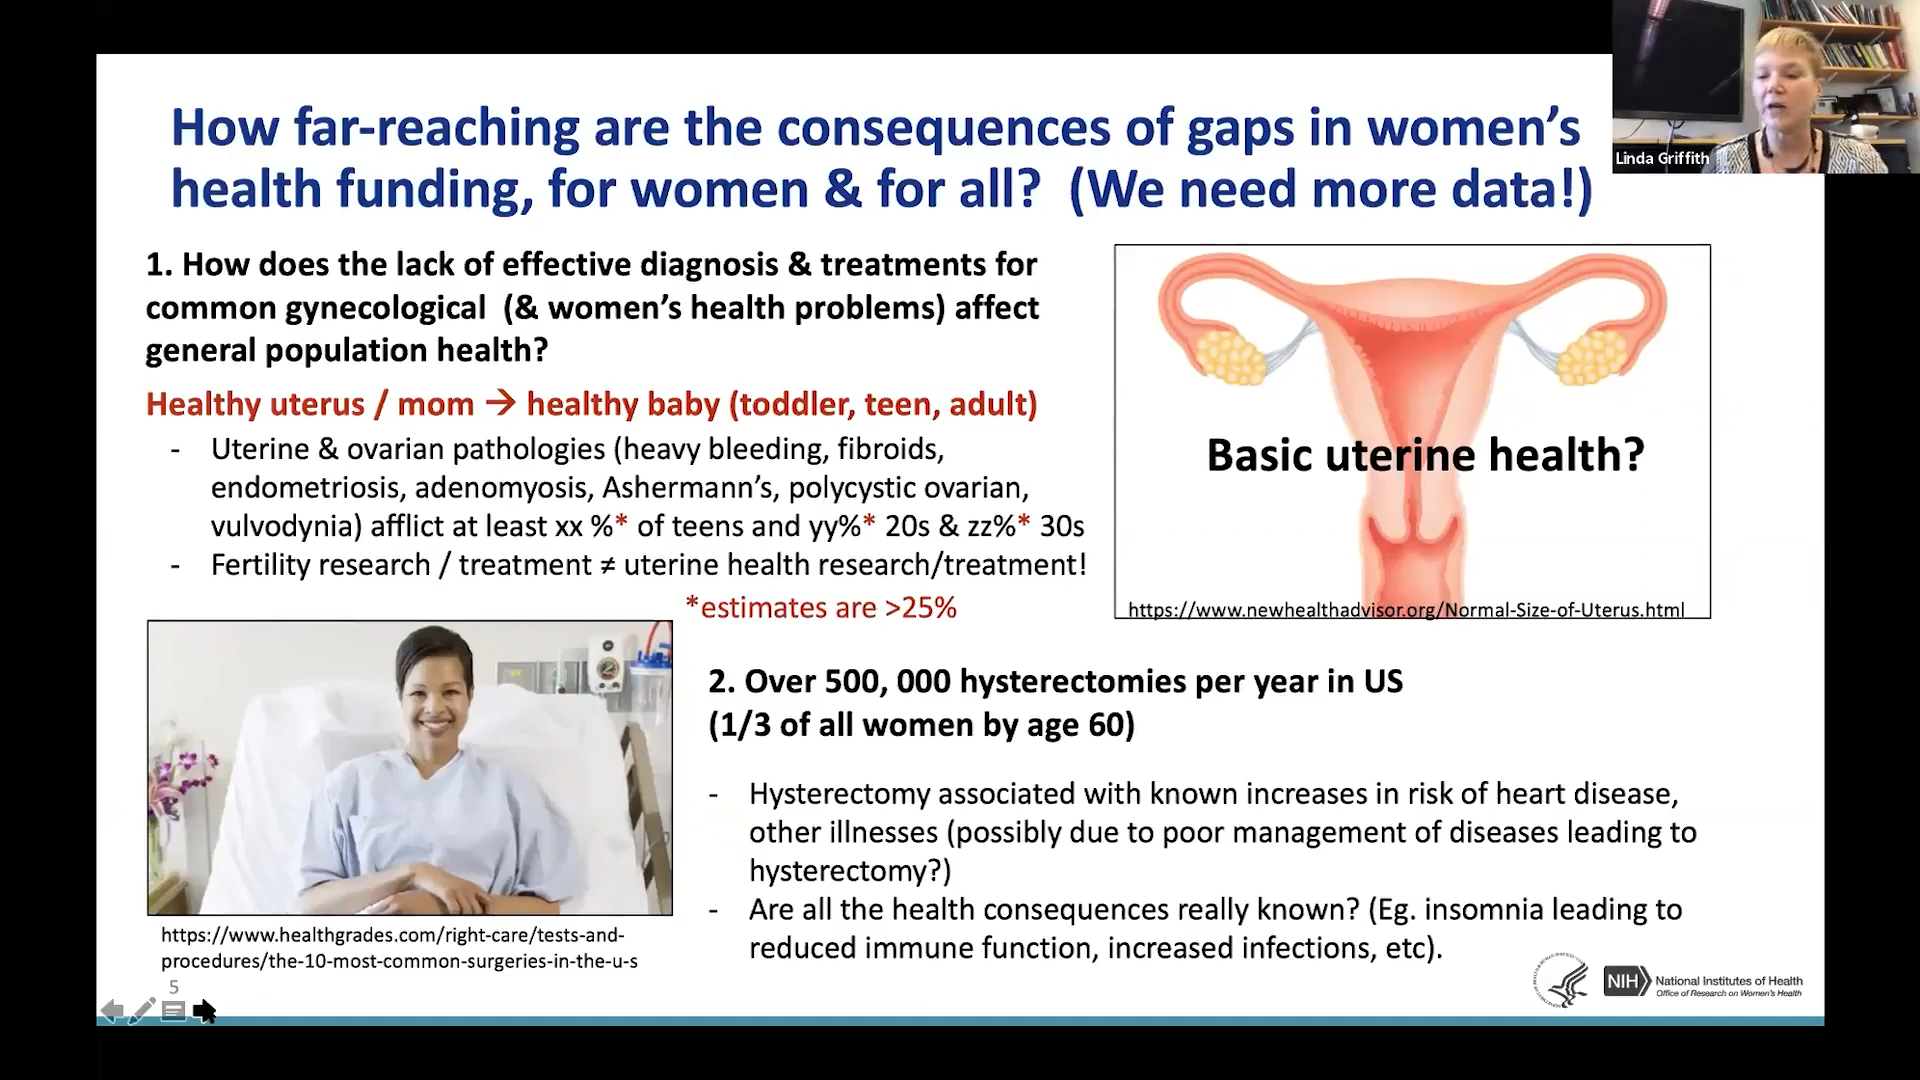 How far-reaching are the consequences of gaps in women's
health funding, for women & for all? (We need more data!)
Linda Griffith
1. How does the lack of effective diagnosis & treatments for
common gynecological (& women's health problems) affect
general population health?
Healthy uterus / mom → healthy baby (toddler, teen, adult)
- Uterine & ovarian pathologies (heavy bleeding, fibroids,
endometriosis, adenomyosis, Ashermann's, polycystic ovarian,
vulvodynia) afflict at least xx %* of teens and yy%* 20s & zz%* 30s
- Fertility research / treatment ≠ uterine health research/treatment!
*estimates are >25%
Basic uterine health?
https://www.newhealthadvisor.org/Normal-Size-of-Uterus.html
2. Over 500, 000 hysterectomies per year in US
(1/3 of all women by age 60)
- Hysterectomy associated with known increases in risk of heart disease,
other illnesses (possibly due to poor management of diseases leading to
hysterectomy?)
- Are all the health consequences really known? (Eg. insomnia leading to
reduced immune function, increased infections, etc).
https://www.healthgrades.com/right-care/tests-and-
procedures/the-10-most-common-surgeries-in-the-u-s
5
NIH
National Institutes of Health
Office of Research on Women's Health